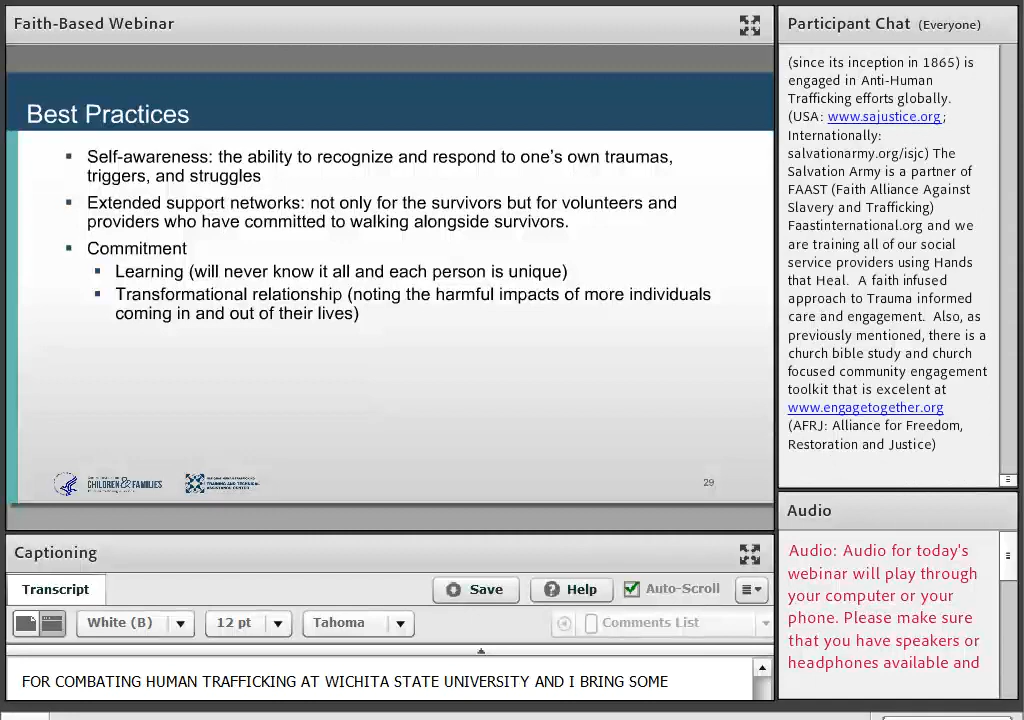 Faith-Based Webinar
Best Practices
Self-awareness: the ability to recognize and respond to one's own traumas,
triggers, and struggles
Extended support networks: not only for the survivors but for volunteers and
providers who have committed to walking alongside survivors.
Commitment
Learning (will never know it all and each person is unique)
Transformational relationship (noting the harmful impacts of more individuals
coming in and out of their lives)
CHILDREN & FAMILIES
29
Captioning
Transcript
Save
Help
Auto-Scroll
White (B)
12 pt
Tahoma
Comments List
FOR COMBATING HUMAN TRAFFICKING AT WICHITA STATE UNIVERSITY AND I BRING SOME
Participant Chat (Everyone)
(since its inception in 1865) is
engaged in Anti-Human
Trafficking efforts globally.
(USA: www.sajustice.org;
Internationally:
salvationarmy.org/isjc) The
Salvation Army is a partner of
FAAST (Faith Alliance Against
Slavery and Trafficking)
Faastinternational.org and we
are training all of our social
service providers using Hands
that Heal.  A faith infused
approach to Trauma informed
care and engagement.  Also, as
previously mentioned, there is a
church bible study and church
focused community engagement
toolkit that is excelent at
www.engagetogether.org
(AFRJ: Alliance for Freedom,
Restoration and Justice)
Audio
Audio: Audio for today's
webinar will play through
your computer or your
phone. Please make sure
that you have speakers or
headphones available and